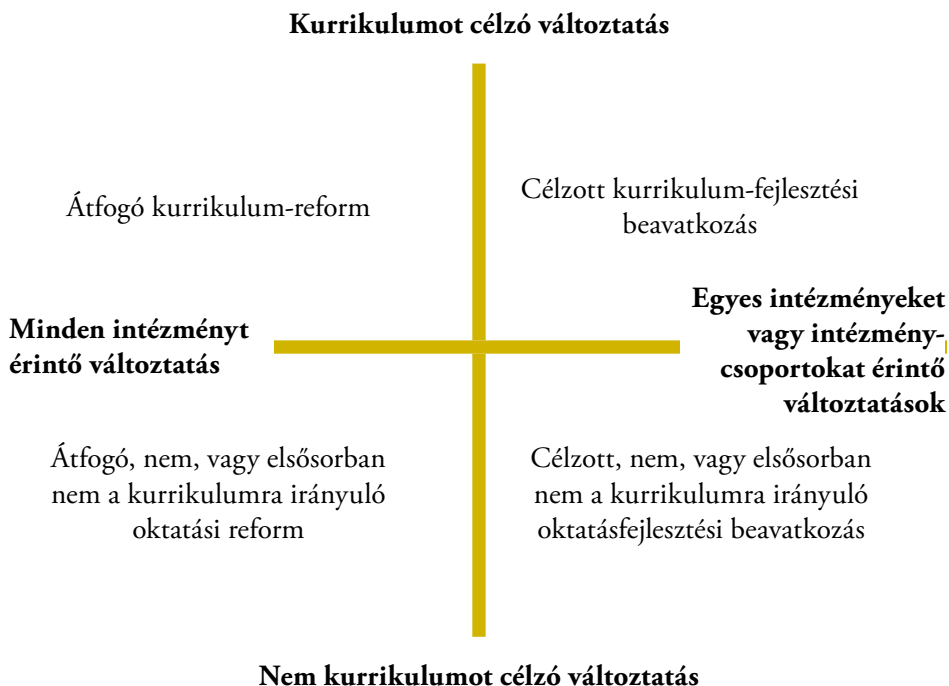 Kurrikulumot célzó változtatás
Átfogó kurrikulum-reform
Célzott kurrikulum-fejlesztési
beavatkozás
Minden intézményt
érintő változtatás
Egyes intézményeket
vagy intézmény-
csoportokat érintő
változtatások
Átfogó, nem, vagy elsősorban
nem a kurrikulumra irányuló
oktatási reform
Célzott, nem, vagy elsősorban
nem a kurrikulumra irányuló
oktatásfejlesztési beavatkozás
Nem kurrikulumot célzó változtatás